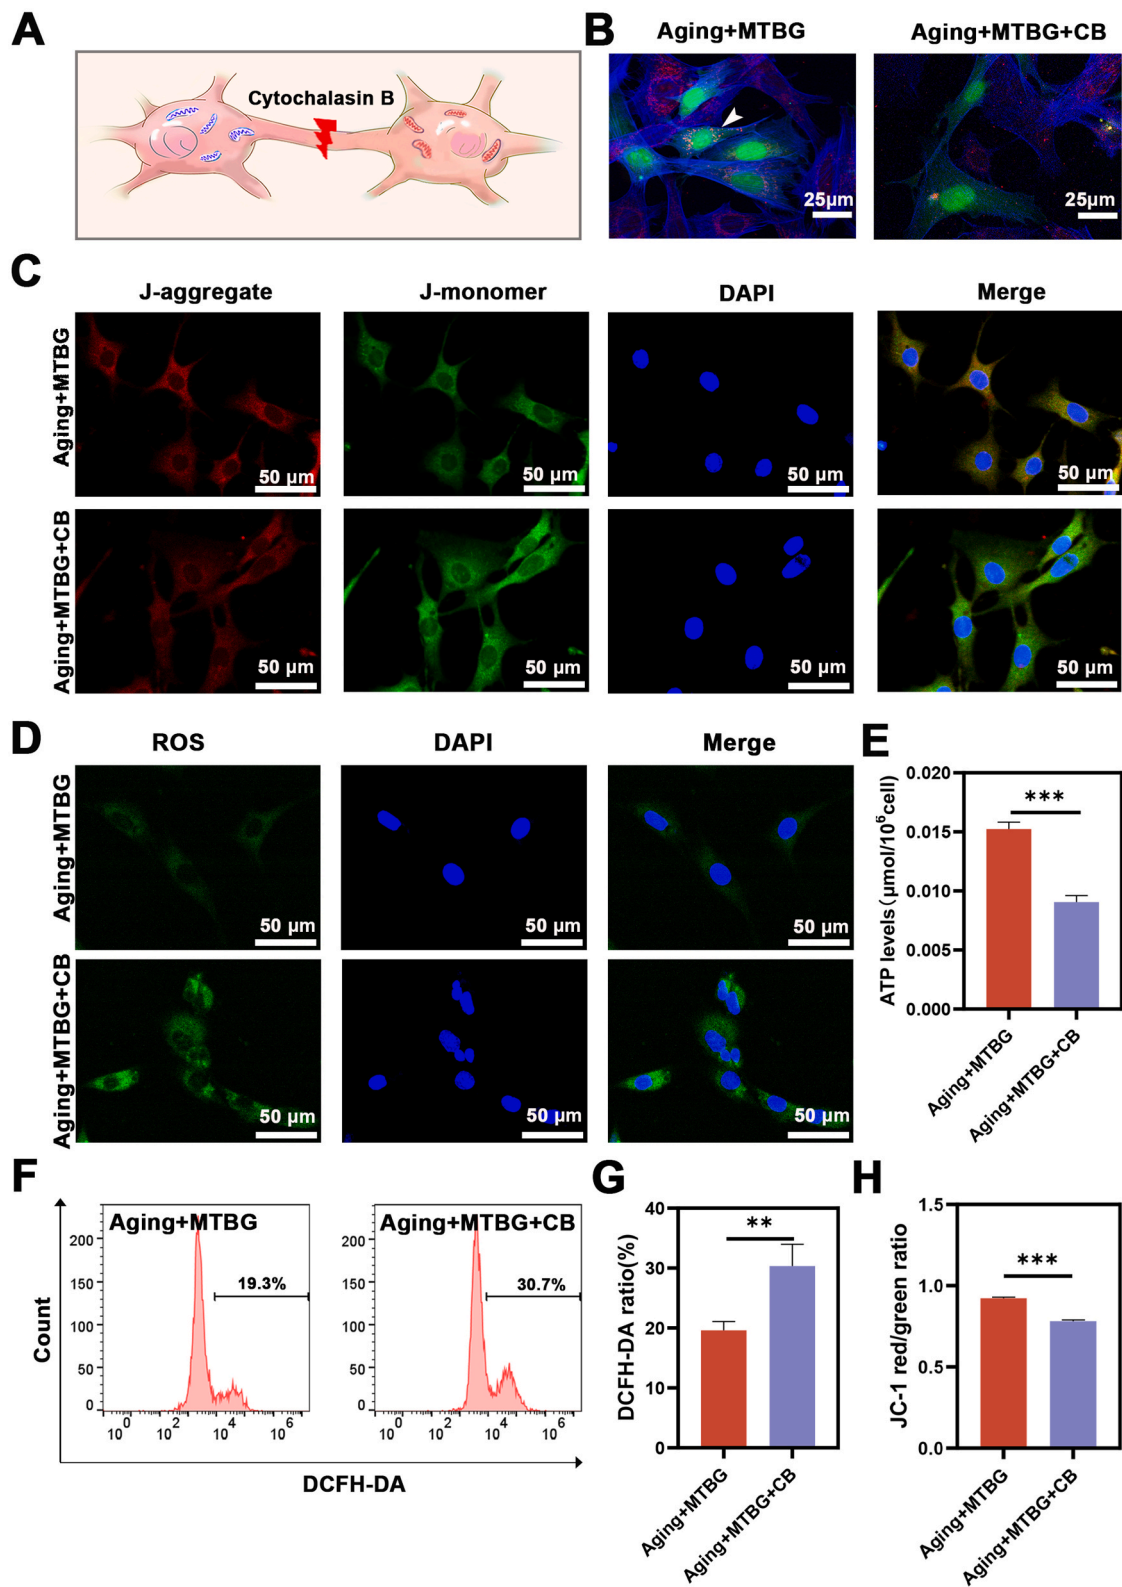 A
Cytochalasin B
B
Aging+MTBG
Aging+MTBG+CB
25μm
25μm
C
J-aggregate
J-monomer
DAPI
Merge
Aging+MTBG
50 μm
50 μm
50 μm
50 μm
Aging+MTBG+CB
50 μm
50 μm
50 μm
50 μm
D
ROS
DAPI
Merge
Aging+MTBG
50 μm
50 μm
50 μm
Aging+MTBG+CB
50 μm
50 μm
50 μm
E
ATP levels(μmol/10⁶cell)
0.020
0.015
0.010
0.005
0.000
***
Aging+MTBG
Aging+MTBG+CB
F
Count
Aging+MTBG
200
150
100
50
0
19.3%
10⁰ 10² 10⁴ 10⁶
Aging+MTBG+CB
200
150
100
50
0
30.7%
10⁰ 10² 10⁴ 10⁶
DCFH-DA
G
DCFH-DA ratio(%)
40
30
20
10
0
**
Aging+MTBG
Aging+MTBG+CB
H
JC-1 red/green ratio
1.5
1.0
0.5
0.0
***
Aging+MTBG
Aging+MTBG+CB